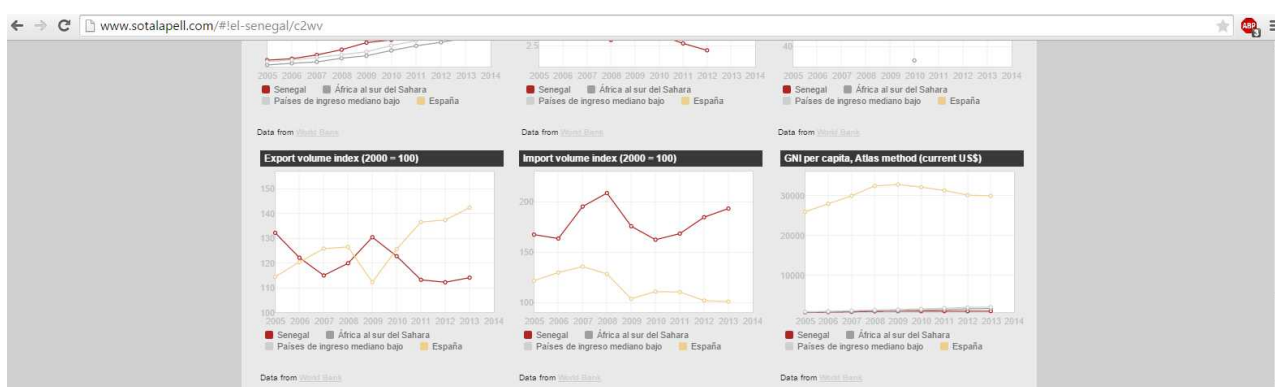 www.sotalapell.com/#!el-senegal/c2wv
ABP
3
2.5
40
2005 2006 2007 2008 2009 2010 2011 2012 2013 2014
2005 2006 2007 2008 2009 2010 2011 2012 2013 2014
2005 2006 2007 2008 2009 2010 2011 2012 2013 2014
Senegal África al sur del Sahara
Países de ingreso mediano bajo España
Senegal África al sur del Sahara
Países de ingreso mediano bajo España
Senegal África al sur del Sahara
Países de ingreso mediano bajo España
Data from World Bank
Data from World Bank
Data from World Bank
Export volume index (2000 = 100)
150
140
130
120
110
100
2005 2006 2007 2008 2009 2010 2011 2012 2013 2014
Senegal África al sur del Sahara
Países de ingreso mediano bajo España
Data from World Bank
Import volume index (2000 = 100)
200
150
100
2005 2006 2007 2008 2009 2010 2011 2012 2013 2014
Senegal África al sur del Sahara
Países de ingreso mediano bajo España
Data from World Bank
GNI per capita, Atlas method (current US$)
30000
20000
10000
2005 2006 2007 2008 2009 2010 2011 2012 2013 2014
Senegal África al sur del Sahara
Países de ingreso mediano bajo España
Data from World Bank